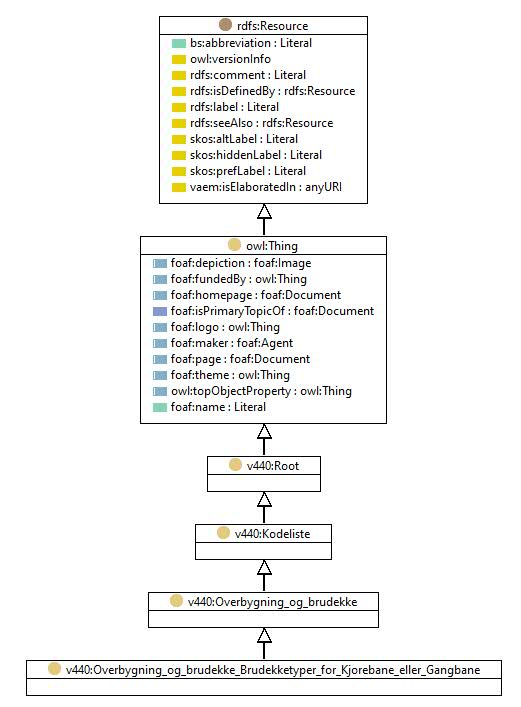 rdfs:Resource
bs:abbreviation : Literal
owl:versionInfo
rdfs:comment : Literal
rdfs:isDefinedBy : rdfs:Resource
rdfs:label : Literal
rdfs:seeAlso : rdfs:Resource
skos:altLabel : Literal
skos:hiddenLabel : Literal
skos:prefLabel : Literal
vaem:isElaboratedIn : anyURI
owl:Thing
foaf:depiction : foaf:Image
foaf:fundedBy : owl:Thing
foaf:homepage : foaf:Document
foaf:isPrimaryTopicOf : foaf:Document
foaf:logo : owl:Thing
foaf:maker : foaf:Agent
foaf:page : foaf:Document
foaf:theme : owl:Thing
owl:topObjectProperty : owl:Thing
foaf:name : Literal
v440:Root
v440:Kodeliste
v440:Overbygning_og_brudekke
v440:Overbygning_og_brudekke_Brudekketyper_for_Kjorebane_eller_Gangbane